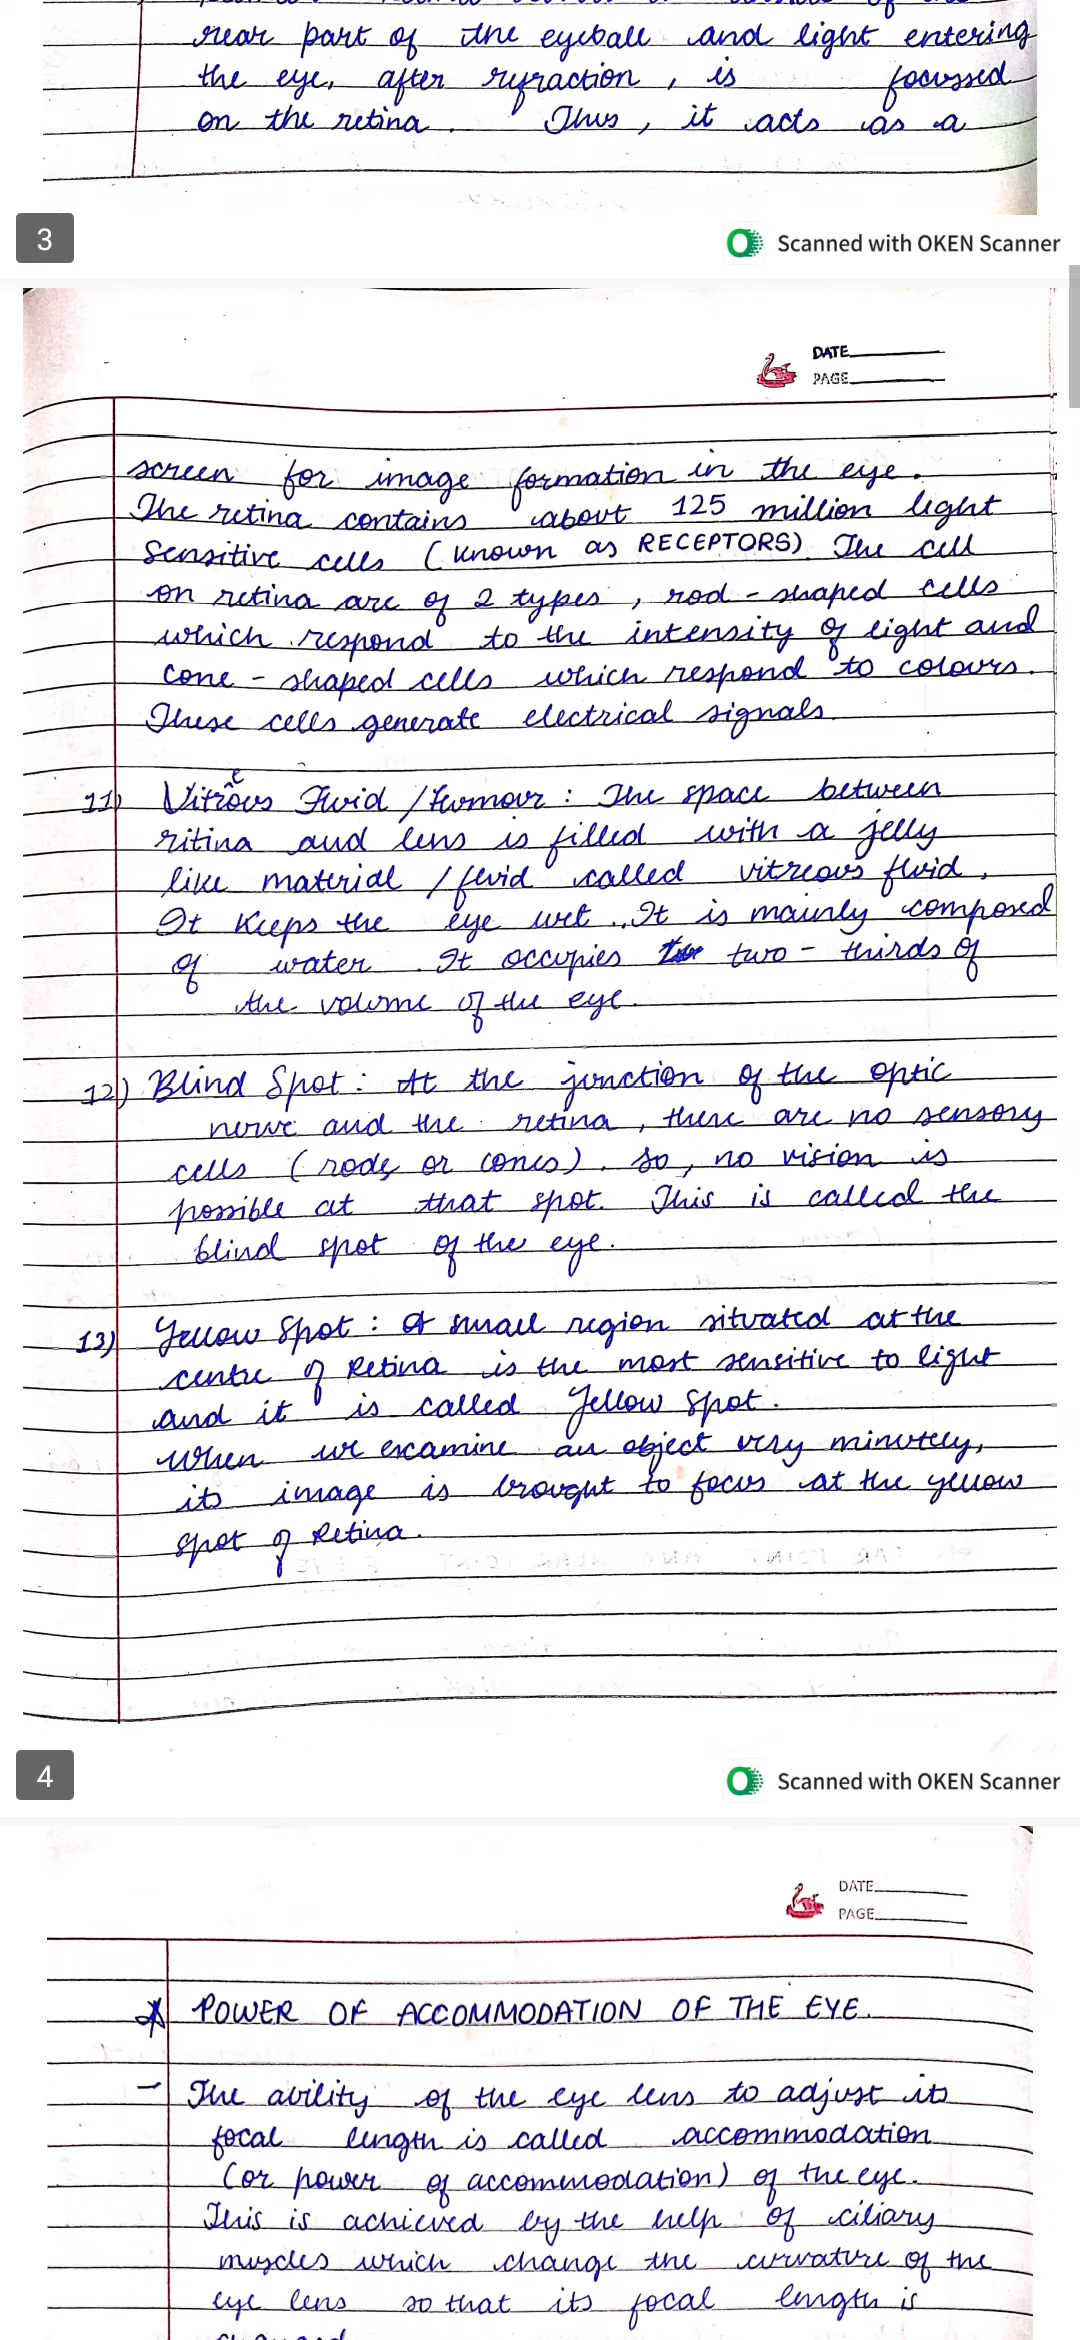 rear part of the eyeball and light entering
the eye, after refraction, is focussed
on the retina. Thus, it acts as a
3
Scanned with OKEN Scanner
DATE
PAGE
screen for image formation in the eye.
The retina contains about 125 million light
sensitive cells (known as RECEPTORS) The cell
on retina are of 2 types, rod-shaped cells
which respond to the intensity of light and
cone-shaped cells which respond to colours.
These cells generate electrical signals.
11) Vitreous Fluid / Humour : The space between
ritina and lens is filled with a jelly
like material / fluid called vitreous fluid.
It keeps the eye wet. It is mainly composed
of water. It occupies two-thirds of
the volume of the eye.
12) Blind Spot : At the junction of the optic
nerve and the retina, there are no sensory
cells (rods or cones). So, no vision is
possible at that spot. This is called the
blind spot of the eye.
13) Yellow Spot : A small region situated at the
centre of Retina is the most sensitive to light
and it is called Yellow Spot.
When we examine an object very minutely,
its image is brought to focus at the yellow
spot of Retina.
4
Scanned with OKEN Scanner
DATE
PAGE
POWER OF ACCOMMODATION OF THE EYE.
- The ability of the eye lens to adjust its
focal length is called accommodation
(or power of accommodation) of the eye.
This is achieved by the help of ciliary
muscles which change the curvature of the
eye lens so that its focal length is